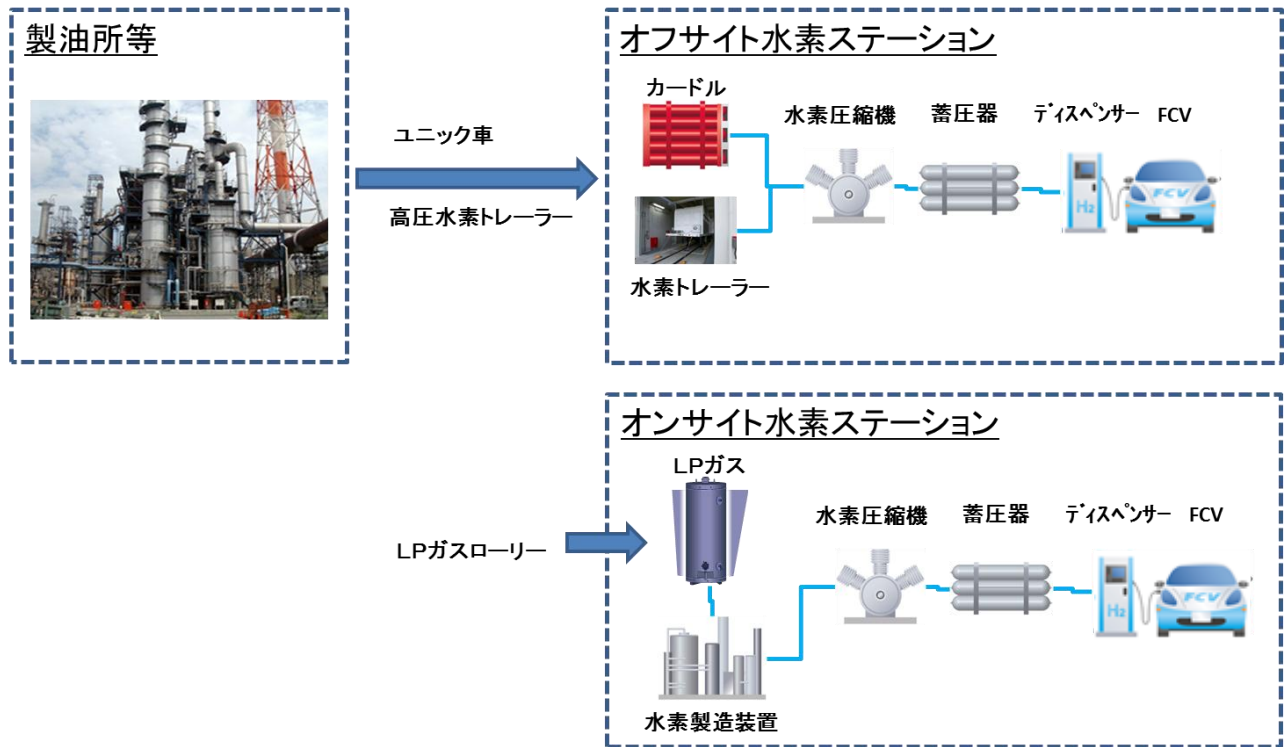 製油所等
ユニック車
高圧水素トレーラー
オフサイト水素ステーション
カードル
水素トレーラー
水素圧縮機
蓄圧器
ディスペンサー
FCV
H2
FCV
オンサイト水素ステーション
LPガスローリー
LPガス
水素製造装置
水素圧縮機
蓄圧器
ディスペンサー
FCV
H2
FCV